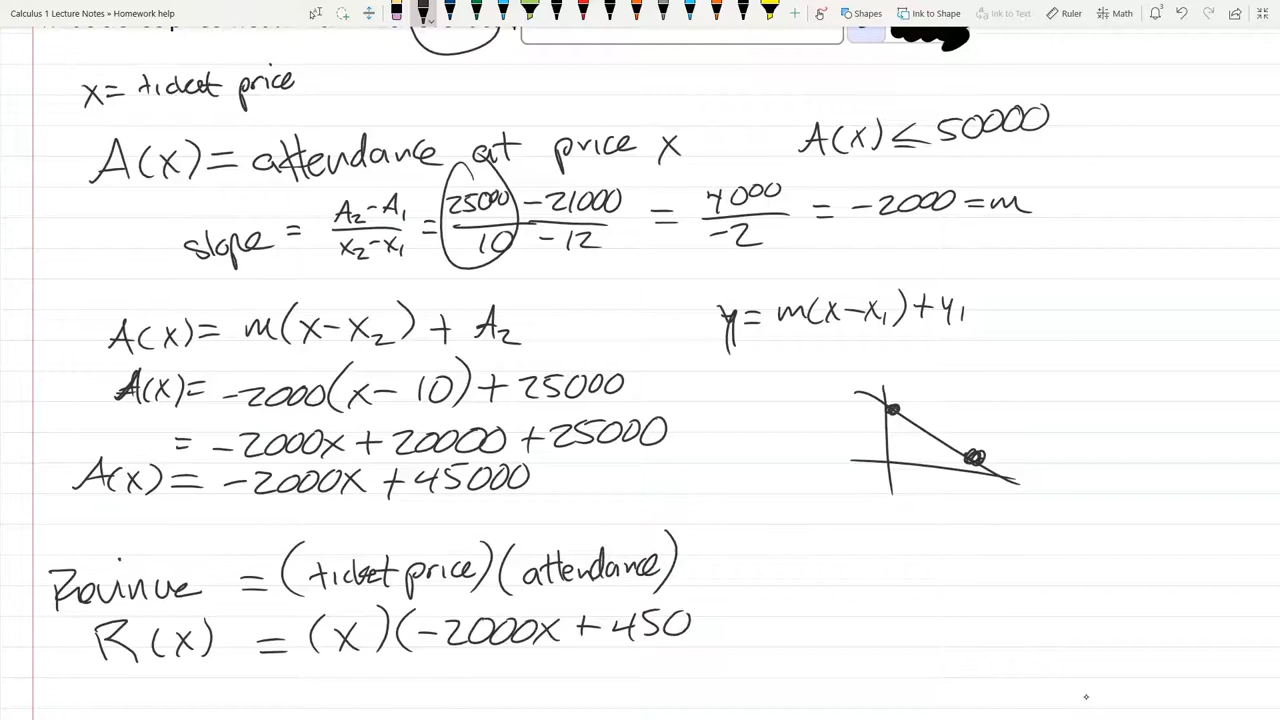 Calculus 1 Lecture Notes » Homework help
Shapes Ink to Shape Ink to Text Ruler Math
x = ticket price
A(x) = attendance at price x A(x) ≤ 50000
slope = A₂-A₁/x₂-x₁ = 25000-21000/10-12 = 4000/-2 = -2000 = m
A(x) = m(x-x₂) + A₂ y = m(x-x₁)+y₁
A(x) = -2000(x-10)+25000
= -2000x+20000+25000
A(x) = -2000x+45000
Revinue = (ticket price)(attendance)
R(x) = (x)(-2000x+450